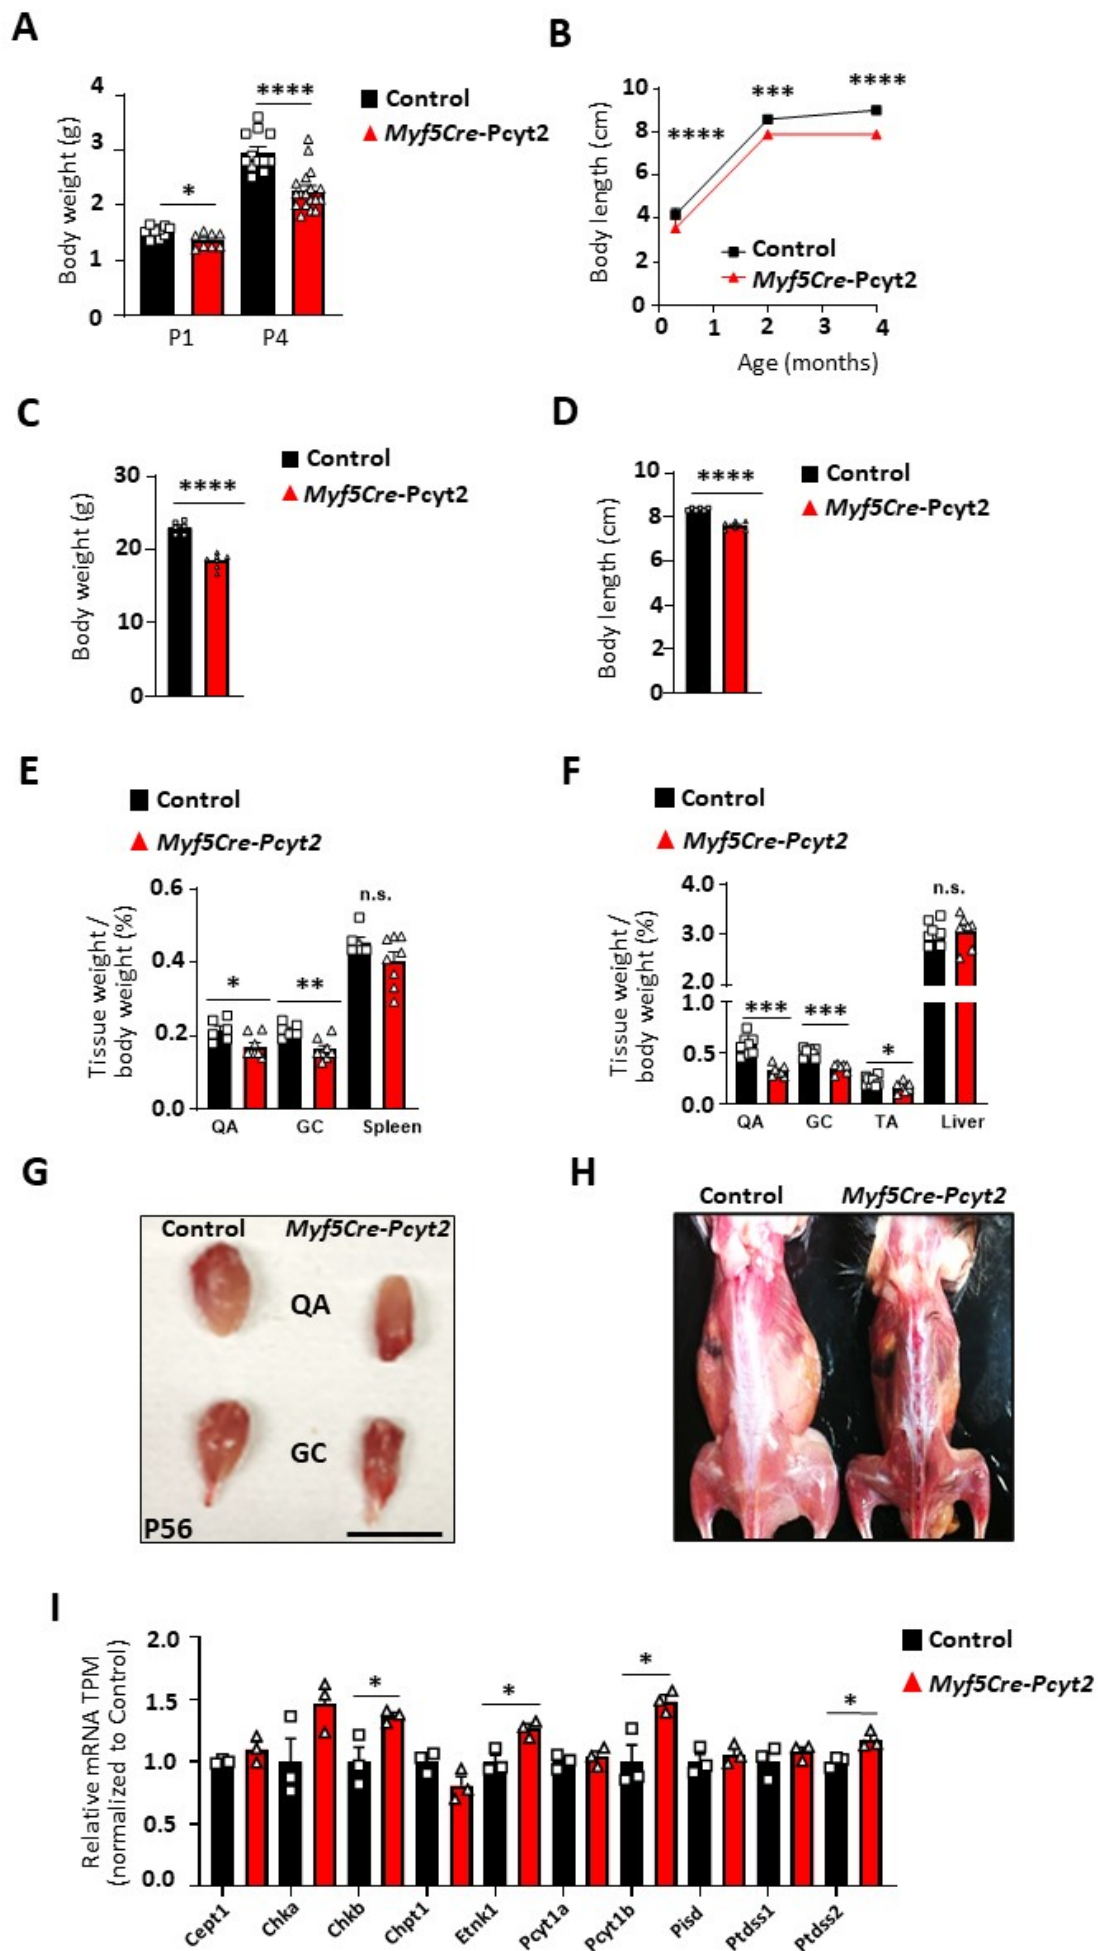 A
Body weight (g)
4
3
2
1
0
*
****
P1
P4
Control
Myf5Cre-Pcyt2
B
Body length (cm)
10
8
6
4
2
0
****
***
****
Control
Myf5Cre-Pcyt2
0 1 2 3 4
Age (months)
C
Control
Myf5Cre-Pcyt2
Body weight (g)
30
20
10
0
****
D
Control
Myf5Cre-Pcyt2
Body length (cm)
10
8
6
4
2
0
****
E
Control
Myf5Cre-Pcyt2
Tissue weight /
body weight (%)
0.6
0.4
0.2
0.0
*
**
n.s.
QA GC Spleen
F
Control
Myf5Cre-Pcyt2
Tissue weight /
body weight (%)
4.0
3.0
2.0
1.0
0.5
0.0
***
***
*
n.s.
QA GC TA Liver
G
Control Myf5Cre-Pcyt2
QA
GC
P56
H
Control Myf5Cre-Pcyt2
I
Relative mRNA TPM
(normalized to Control)
2.0
1.5
1.0
0.5
0.0
*
*
*
*
Control
Myf5Cre-Pcyt2
Cept1
Chka
Chkb
Chpt1
Etnk1
Pcyt1a
Pcyt1b
Pisd
Ptdss1
Ptdss2